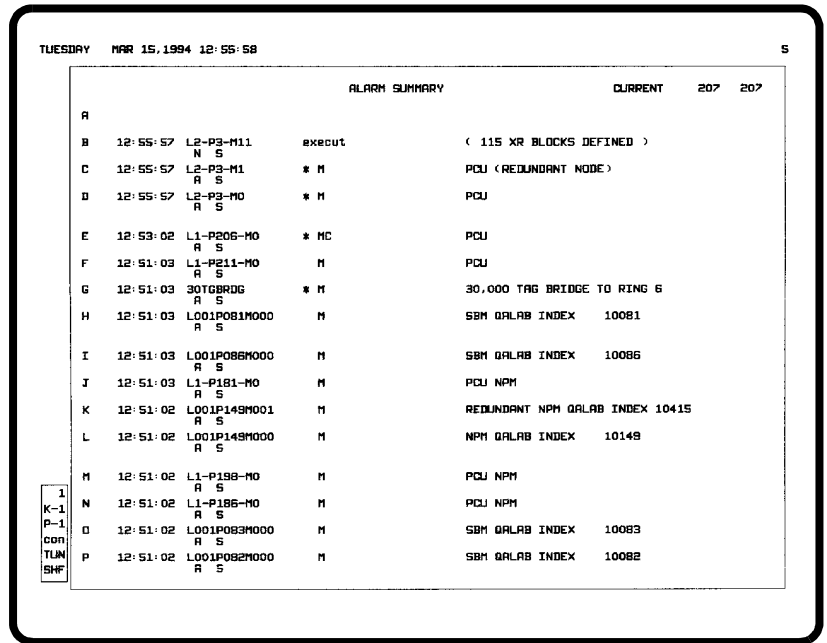 TUESDAY MAR 15,1994 12:55:58 S
ALARM SUMMARY CURRENT 207 207
A
B 12:55:57 L2-P3-M11 execut ( 115 XR BLOCKS DEFINED )
N S
C 12:55:57 L2-P3-M1 * M PCU (REDUNDANT NODE)
A S
D 12:55:57 L2-P3-M0 * M PCU
A S
E 12:53:02 L1-P206-M0 * MC PCU
A S
F 12:51:03 L1-P211-M0 M PCU
A S
G 12:51:03 30TGBRDG * M 30,000 TAG BRIDGE TO RING 6
A S
H 12:51:03 L001P081M000 M SBM QALAB INDEX 10081
A S
I 12:51:03 L001P086M000 M SBM QALAB INDEX 10086
A S
J 12:51:03 L1-P181-M0 M PCU NPM
A S
K 12:51:02 L001P149M001 M REDUNDANT NPM QALAB INDEX 10415
A S
L 12:51:02 L001P149M000 M NPM QALAB INDEX 10149
A S
M 12:51:02 L1-P198-M0 M PCU NPM
A S
N 12:51:02 L1-P186-M0 M PCU NPM
A S
O 12:51:02 L001P083M000 M SBM QALAB INDEX 10083
A S
P 12:51:02 L001P082M000 M SBM QALAB INDEX 10082
A S
1
K-1
P-1
con
TUN
SHF